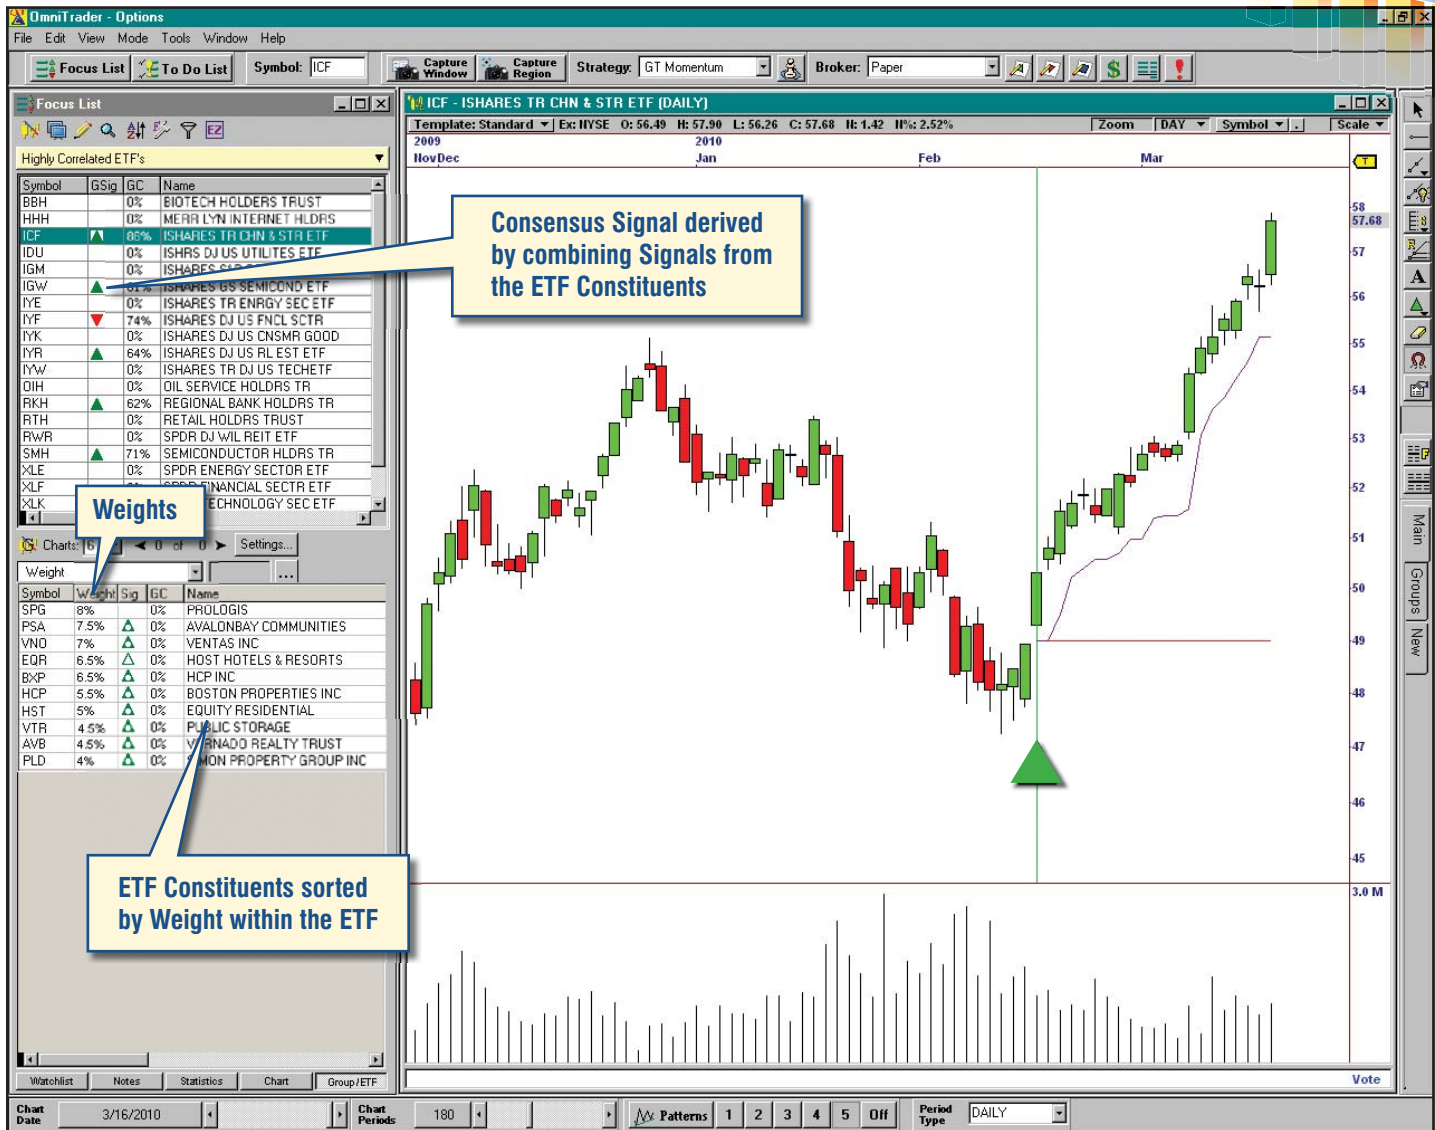 OmniTrader - Options
File Edit View Mode Tools Window Help
Focus List To Do List Symbol: ICF Capture Window Capture Region Strategy: GT Momentum Broker: Paper
Focus List
Highly Correlated ETF's
Symbol GSig GC Name
BBH 0% BIOTECH HOLDERS TRUST
HHH 0% MERR LYN INTERNET HLDRS
ICF 86% ISHARES TR CHN & STR ETF
IDU 0% ISHRS DJ US UTILITES ETF
IGM 0% ISHARES
IGW ISHARES GS SEMICOND ETF
IYE 0% ISHARES TR ENRGY SEC ETF
IYF 74% ISHARES DJ US FNCL SCTR
IYK 0% ISHARES DJ US CNSMR GOOD
IYR 64% ISHARES DJ US RL EST ETF
IYW 0% ISHARES TR DJ US TECHETF
OIH 0% OIL SERVICE HOLDRS TR
RKH 62% REGIONAL BANK HOLDRS TR
RTH 0% RETAIL HOLDRS TRUST
RWR 0% SPDR DJ WIL REIT ETF
SMH 71% SEMICONDUCTOR HLDRS TR
XLE 0% SPDR ENERGY SECTOR ETF
XLF FINANCIAL SECTR ETF
XLK SEC ETF
Weights
Charts: 6 0 of 0 Settings...
Weight ...
Symbol Weight Sig GC Name
SPG 8% 0% PROLOGIS
PSA 7.5% 0% AVALONBAY COMMUNITIES
VNO 7% 0% VENTAS INC
EQR 6.5% 0% HOST HOTELS & RESORTS
BXP 6.5% 0% HCP INC
HCP 5.5% 0% BOSTON PROPERTIES INC
HST 5% 0% EQUITY RESIDENTIAL
VTR 4.5% 0% PUBLIC STORAGE
AVB 4.5% 0% REALTY TRUST
PLD 4% 0% PROPERTY GROUP INC
ETF Constituents sorted
by Weight within the ETF
Watchlist Notes Statistics Chart Group/ETF
ICF - ISHARES TR CHN & STR ETF (DAILY)
Template: Standard Ex: NYSE O: 56.49 H: 57.90 L: 56.26 C: 57.68 N: 1.42 N%: 2.52% Zoom DAY Symbol . Scale
2009 2010
Nov Dec Jan Feb Mar
T
Consensus Signal derived
by combining Signals from
the ETF Constituents
58
57.68
57
56
55
54
53
52
51
50
49
48
47
46
45
3.0 M
Vote
A
Main
Groups
New
Chart Date 3/16/2010 Chart Periods 180 Patterns 1 2 3 4 5 Off Period Type DAILY